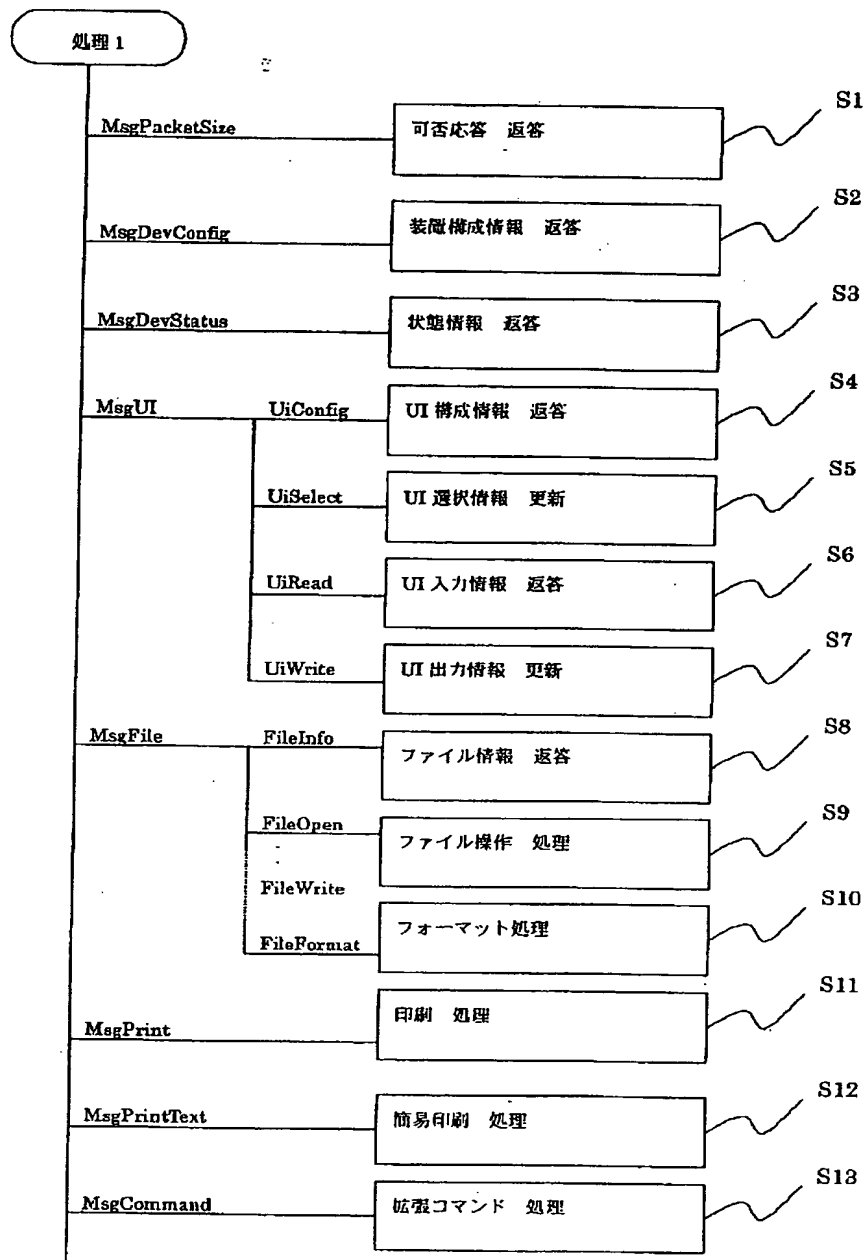 処理 1
S1
MsgPacketSize
可否応答 返答
S2
MsgDevConfig
装置構成情報 返答
S3
MsgDevStatus
状態情報 返答
S4
MsgUI
UiConfig
UI 構成情報 返答
S5
UiSelect
UI 選択情報 更新
S6
UiRead
UI 入力情報 返答
S7
UiWrite
UI 出力情報 更新
S8
MsgFile
FileInfo
ファイル情報 返答
S9
FileOpen
ファイル操作 処理
FileWrite
S10
FileFormat
フォーマット処理
S11
MsgPrint
印刷 処理
S12
MsgPrintText
簡易印刷 処理
S13
MsgCommand
拡張コマンド 処理